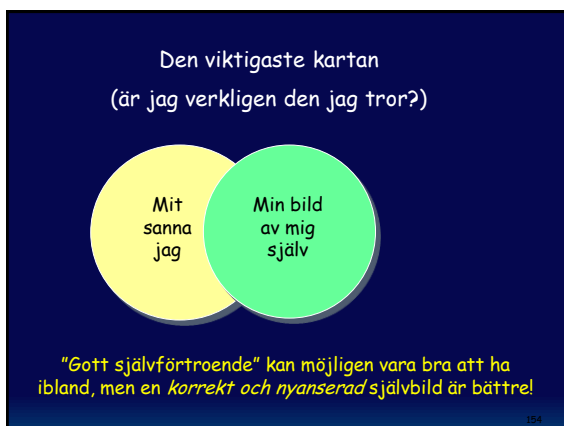 Den viktigaste kartan
(är jag verkligen den jag tror?)
Mit
sanna
jag
Min bild
av mig
själv
”Gott självförtroende” kan möjligen vara bra att ha
ibland, men en korrekt och nyanserad självbild är bättre!
154